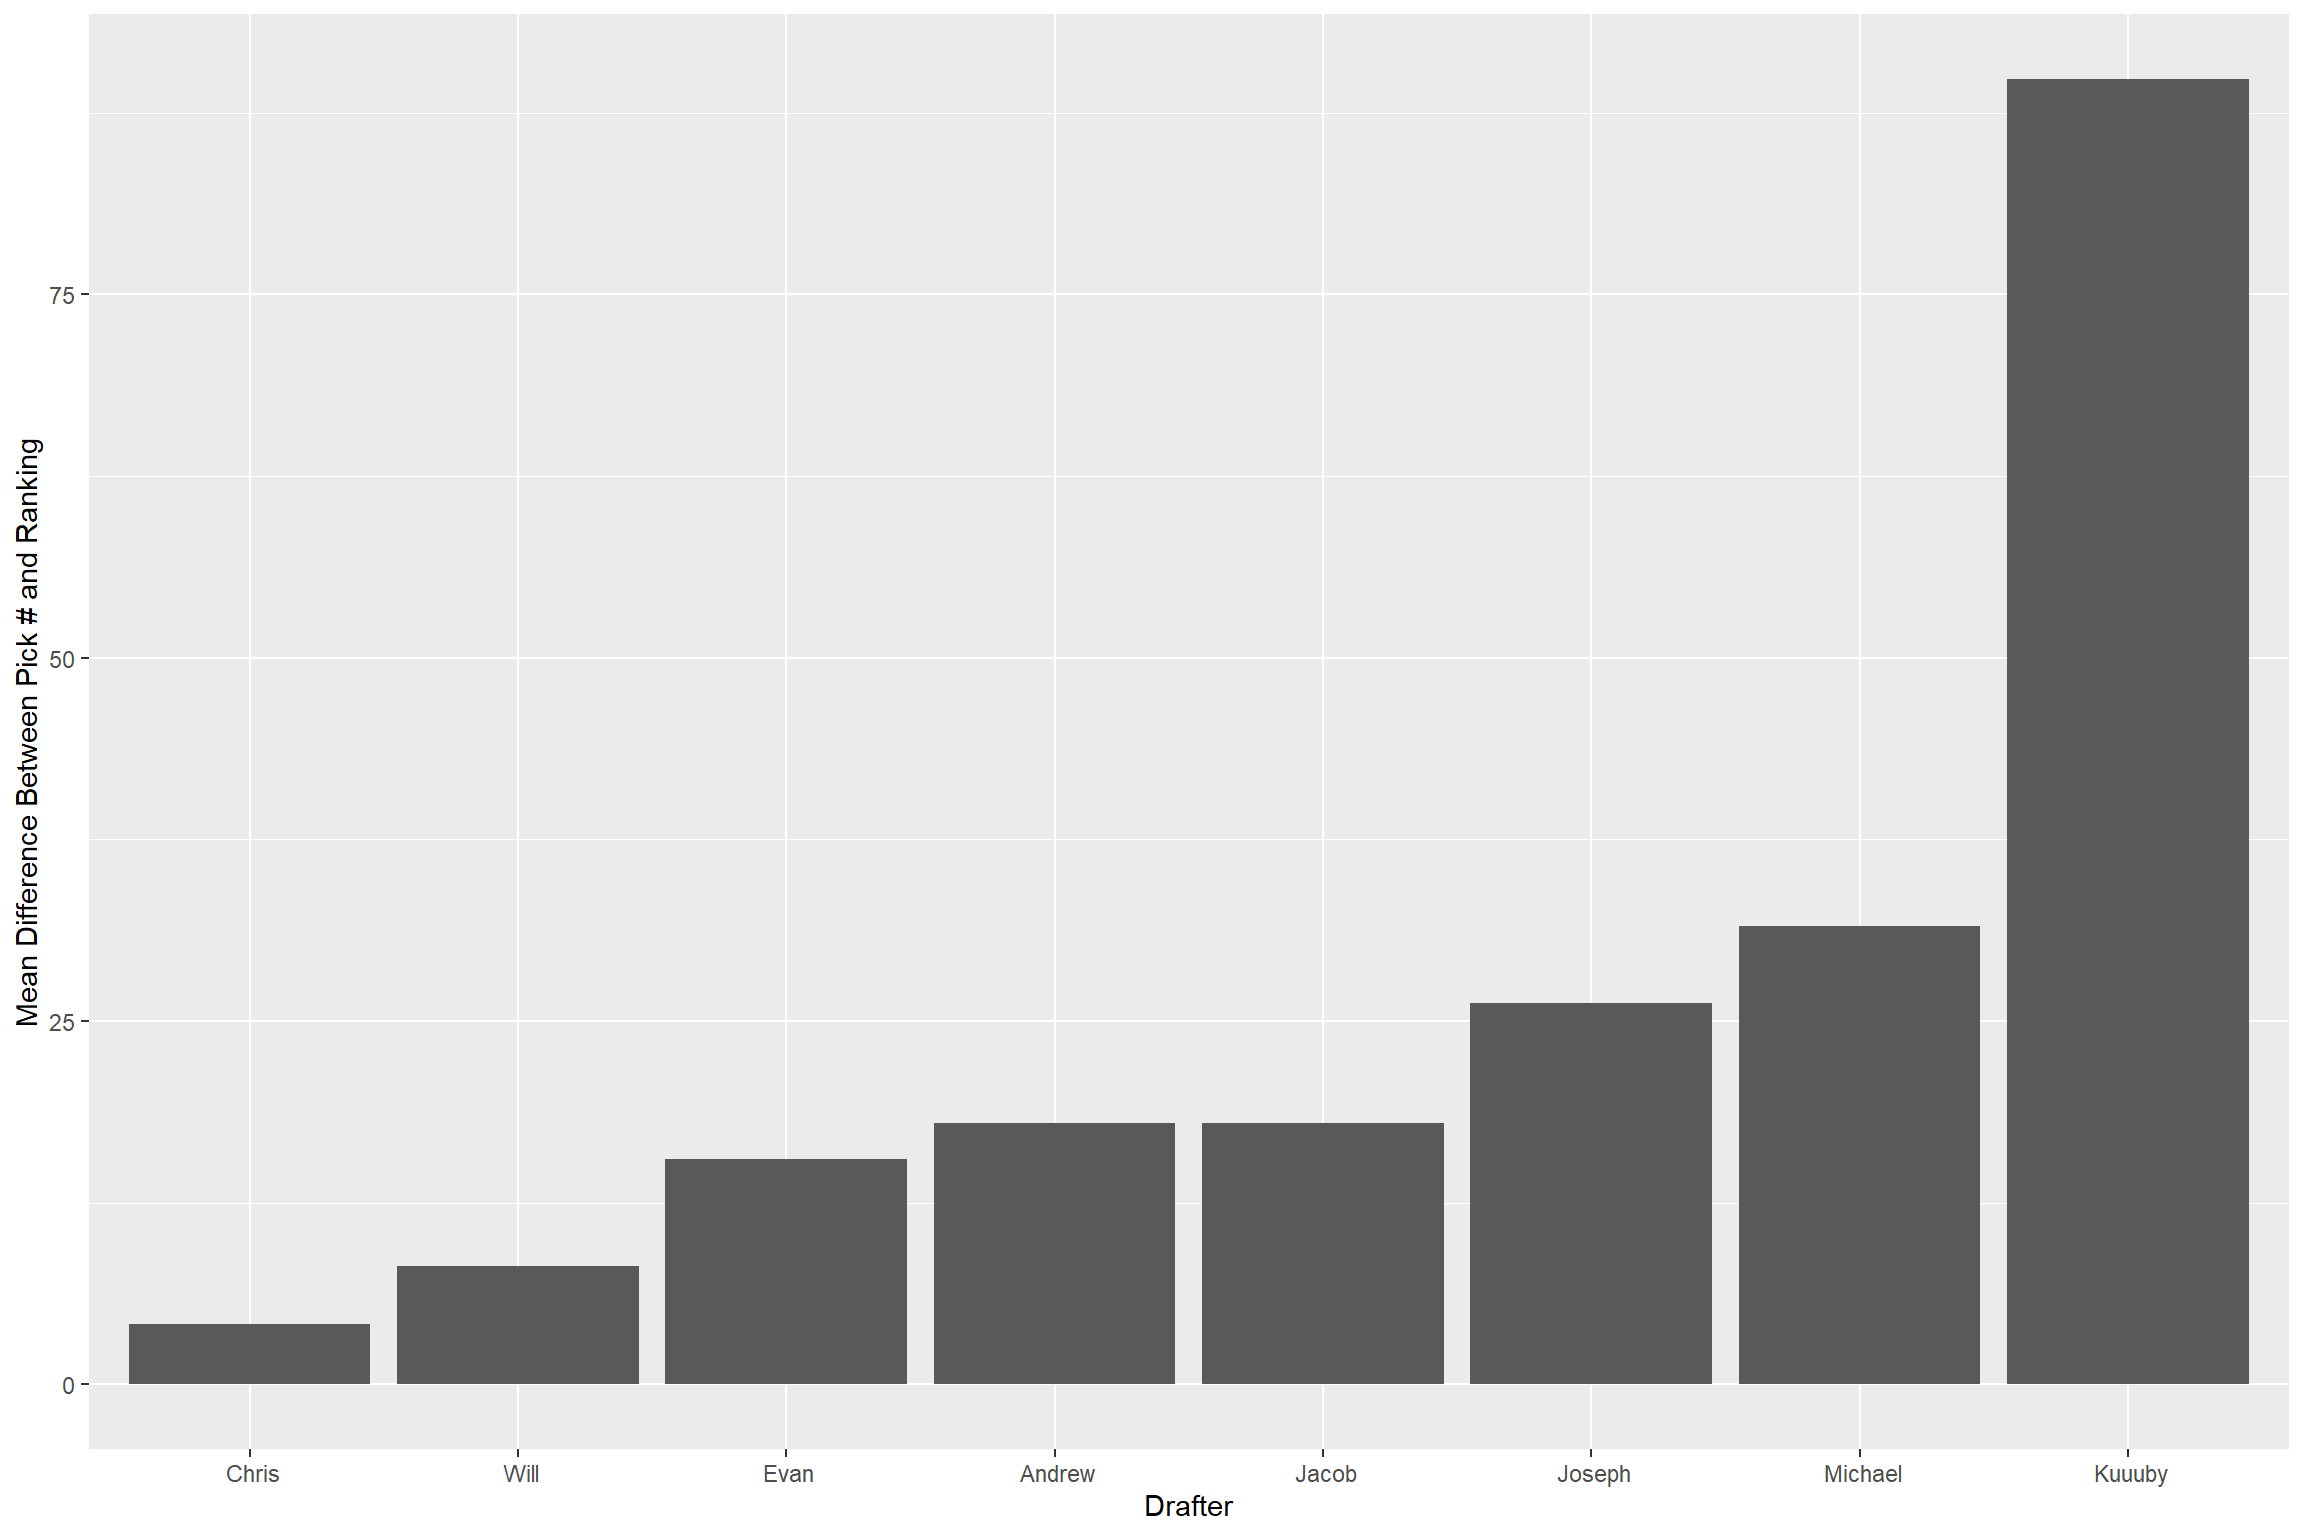 Mean Difference Between Pick # and Ranking
75
50
25
0
Chris
Will
Evan
Andrew
Jacob
Joseph
Michael
Kuuuby
Drafter